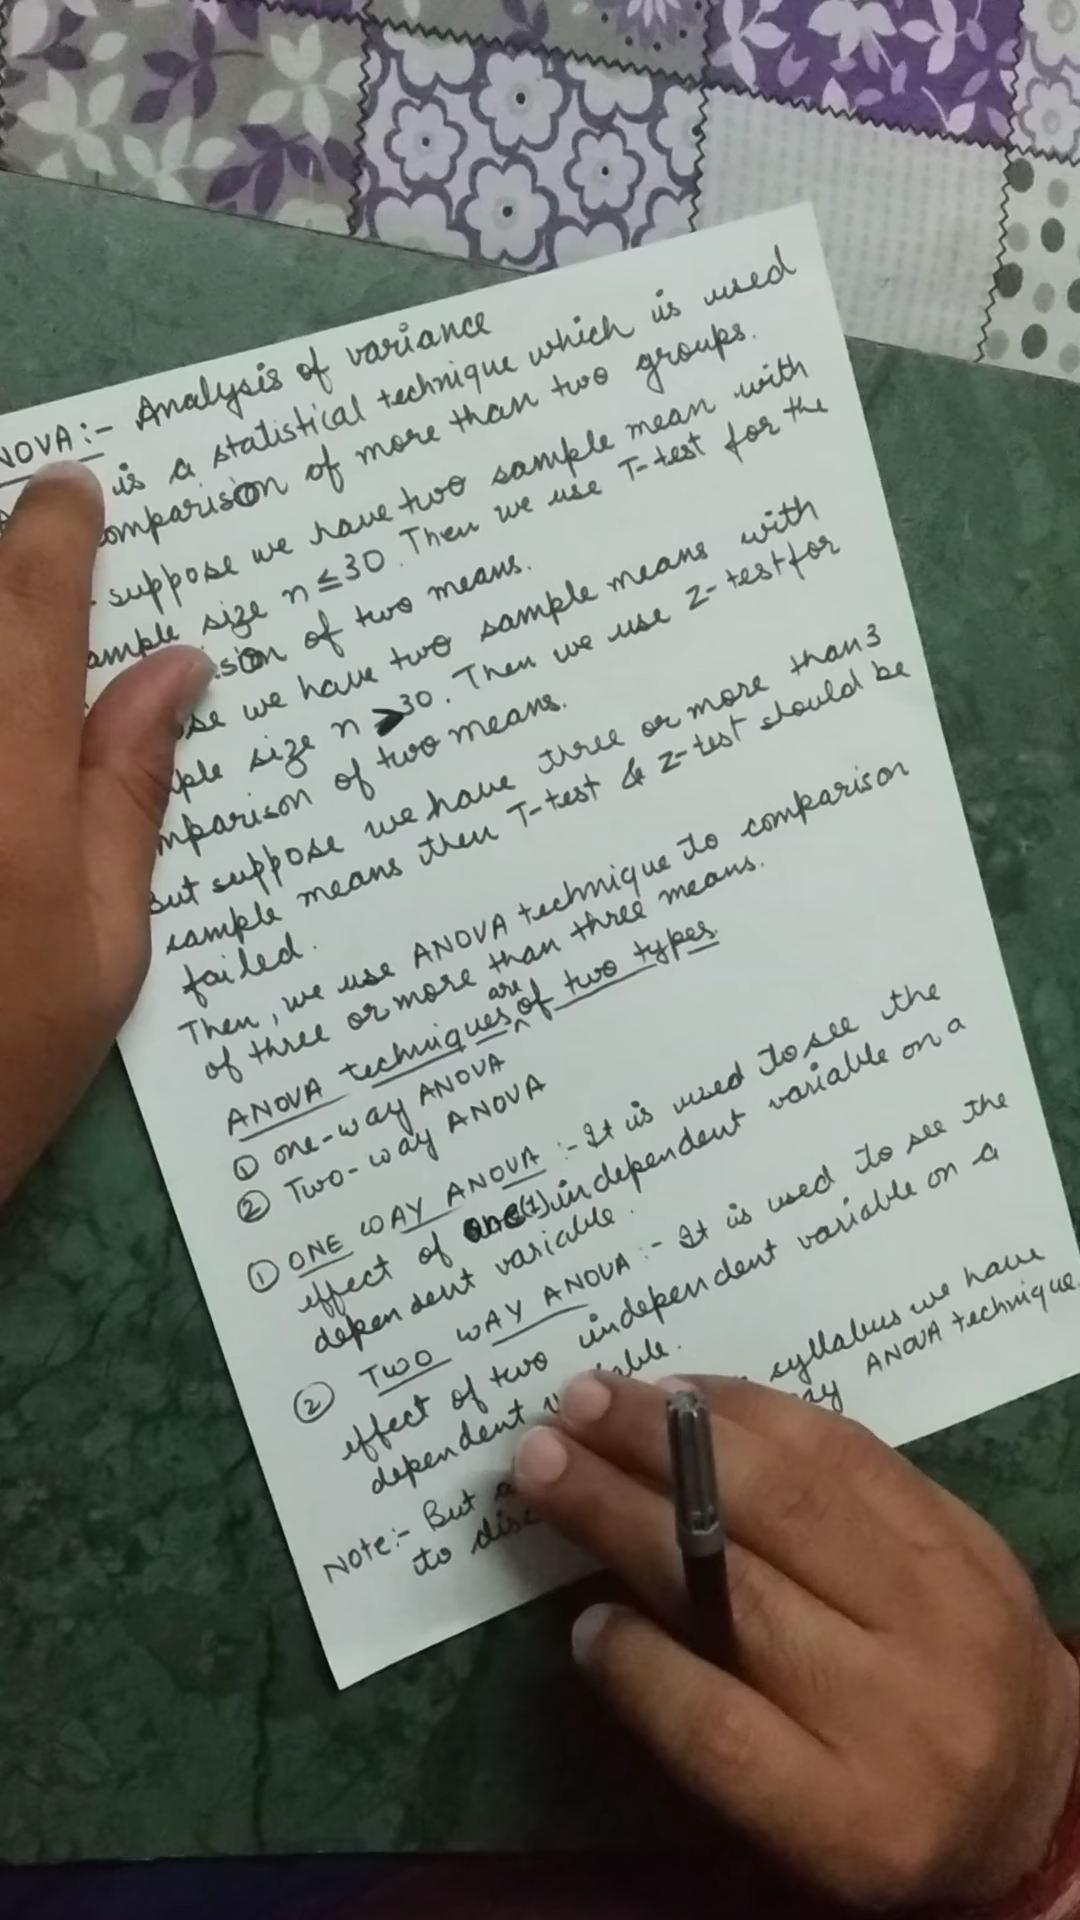 NOVA:- Analysis of variance
is a statistical technique which is used
comparison of more than two groups.
suppose we have two sample mean with
ample size n ≤ 30. Then we use T-test for the
ison of two means.
ose we have two sample means with
ple size n > 30. Then we use Z-test for
mparison of two means.
But suppose we have three or more than 3
sample means then T-test & Z-test should be
failed.
Then, we use ANOVA technique to comparison
of three or more than three means.
ANOVA techniques are of two types
① one-way ANOVA
② Two-way ANOVA
① ONE WAY ANOVA :- It is used to see the
effect of one(1) independent variable on a
dependent variable.
② TWO WAY ANOVA :- It is used to see the
effect of two independent variable on a
dependent v able.
Note:- But syllabus we have
to disc ay ANOVA technique.